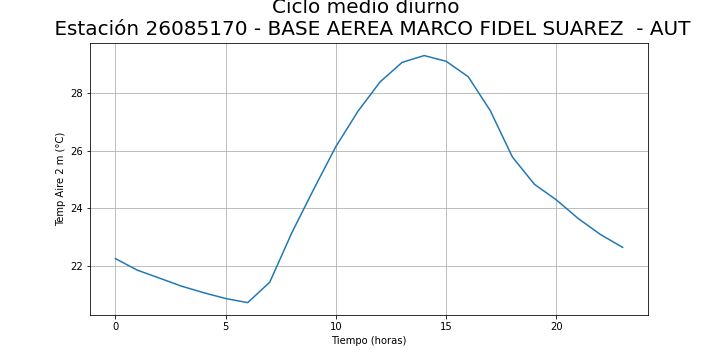 Ciclo medio diurno
Estación 26085170 - BASE AEREA MARCO FIDEL SUAREZ  - AUT
28
26
24
22
Temp Aire 2 m (°C)
0 5 10 15 20
Tiempo (horas)